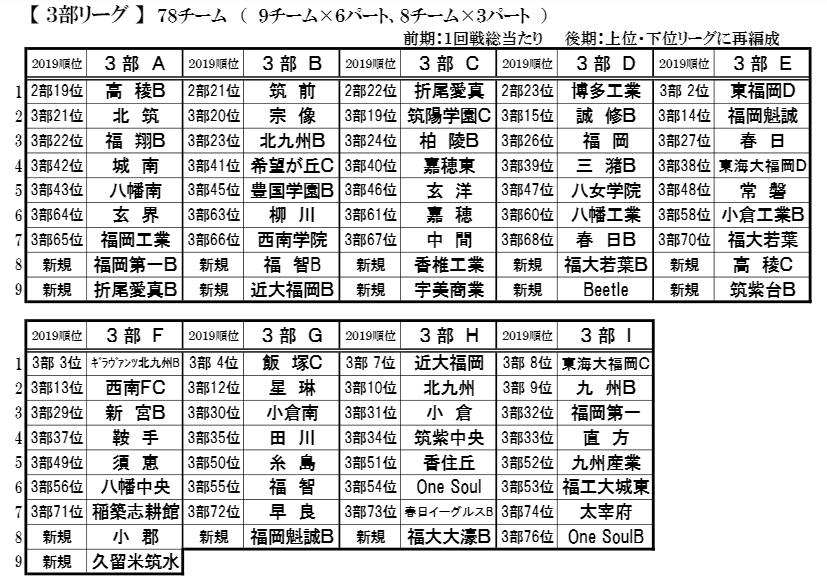 【 3部リーグ 】 78チーム ( 9チーム×6パート、8チーム×3パート )
前期：1回戦総当たり 後期：上位・下位リーグに再編成
2019順位 3 部 A 2019順位 3 部 B 2019順位 3 部 C 2019順位 3 部 D 2019順位 3 部 E
1 2部19位 高 稜B 2部21位 筑 前 2部22位 折尾愛真 2部23位 博多工業 3部 2位 東福岡D
2 3部21位 北 筑 3部20位 宗 像 3部19位 筑陽学園C 3部15位 誠 修B 3部14位 福岡魁誠
3 3部22位 福 翔B 3部23位 北九州B 3部24位 柏 陵B 3部26位 福 岡 3部27位 春 日
4 3部42位 城 南 3部41位 希望が丘C 3部40位 嘉穂東 3部39位 三 潴B 3部38位 東海大福岡D
5 3部43位 八幡南 3部45位 豊国学園B 3部46位 玄 洋 3部47位 八女学院 3部48位 常 磐
6 3部64位 玄 界 3部63位 柳 川 3部61位 嘉 穂 3部60位 八幡工業 3部58位 小倉工業B
7 3部65位 福岡工業 3部66位 西南学院 3部67位 中 間 3部68位 春 日B 3部70位 福大若葉
8 新規 福岡第一B 新規 福 智B 新規 香椎工業 新規 福大若葉B 新規 高 稜C
9 新規 折尾愛真B 新規 近大福岡B 新規 宇美商業 新規 Beetle 新規 筑紫台B
2019順位 3 部 F 2019順位 3 部 G 2019順位 3 部 H 2019順位 3 部 I
1 3部 3位 ｷﾞﾗヴァンツ北九州B 3部 4位 飯 塚C 3部 7位 近大福岡 3部 8位 東海大福岡C
2 3部13位 西南FC 3部12位 星 琳 3部10位 北九州 3部 9位 九 州B
3 3部29位 新 宮B 3部30位 小倉南 3部31位 小 倉 3部32位 福岡第一
4 3部37位 鞍 手 3部35位 田 川 3部34位 筑紫中央 3部33位 直 方
5 3部49位 須 恵 3部50位 糸 島 3部51位 香住丘 3部52位 九州産業
6 3部56位 八幡中央 3部55位 福 智 3部54位 One Soul 3部53位 福工大城東
7 3部71位 稲築志耕館 3部72位 早 良 3部73位 春日イーグルスB 3部74位 太宰府
8 新規 小 郡 新規 福岡魁誠B 新規 福大大濠B 3部76位 One SoulB
9 新規 久留米筑水